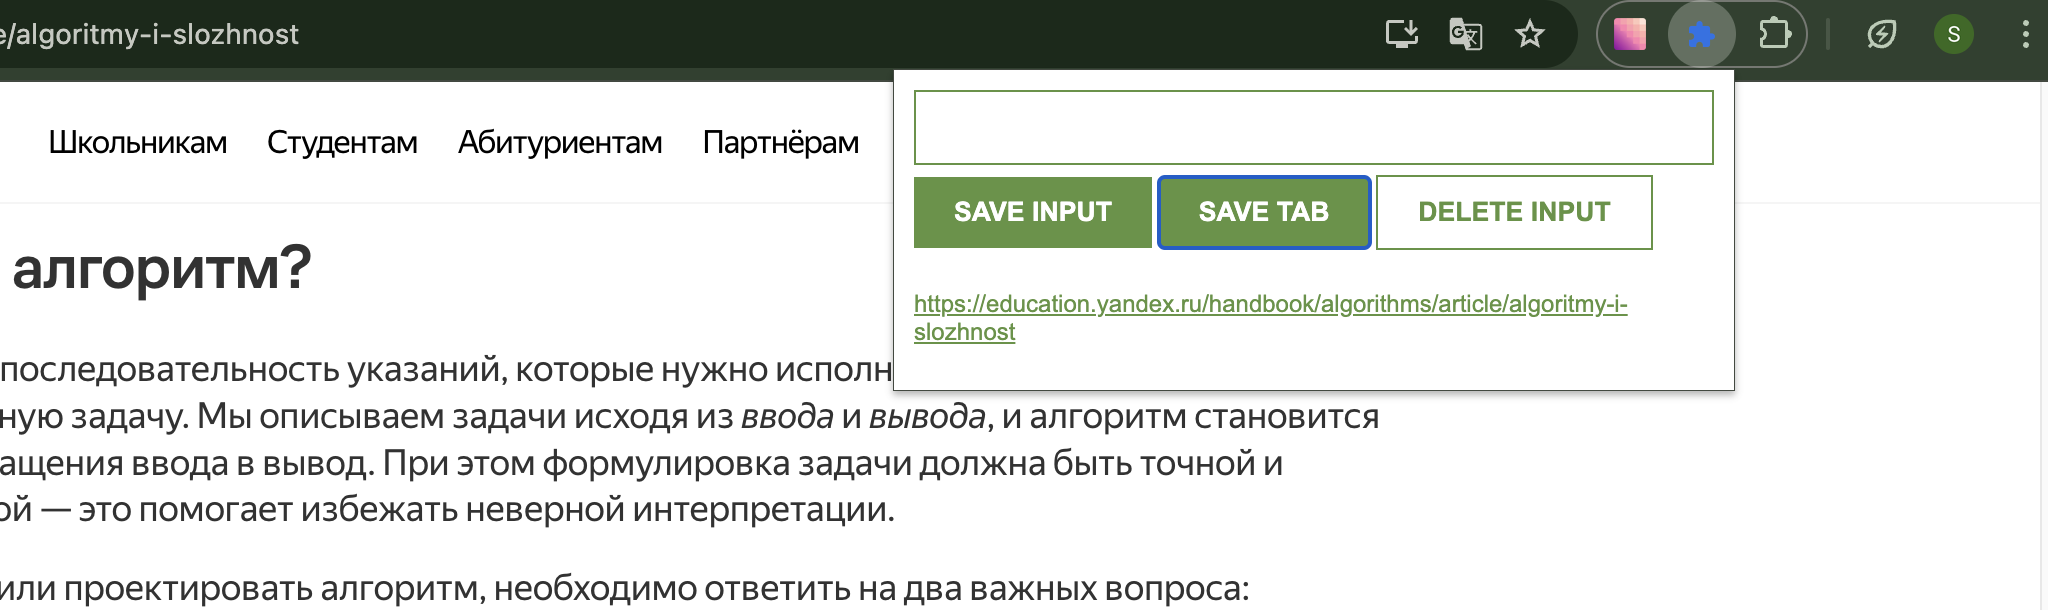 e/algoritmy-i-slozhnost
S
Школьникам Студентам Абитуриентам Партнёрам
SAVE INPUT SAVE TAB DELETE INPUT
https://education.yandex.ru/handbook/algorithms/article/algoritmy-i-
slozhnost
алгоритм?
последовательность указаний, которые нужно исполн
ную задачу. Мы описываем задачи исходя из ввода и вывода, и алгоритм становится
ащения ввода в вывод. При этом формулировка задачи должна быть точной и
ой — это помогает избежать неверной интерпретации.
или проектировать алгоритм, необходимо ответить на два важных вопроса: